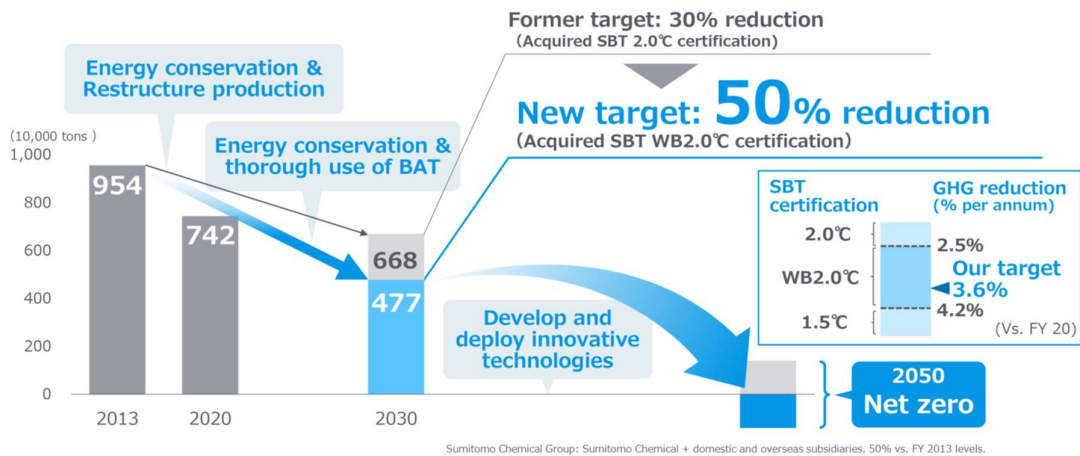 Former target: 30% reduction
(Acquired SBT 2.0℃ certification)
Energy conservation &
Restructure production
New target: 50% reduction
(Acquired SBT WB2.0℃ certification)
(10,000 tons )
Energy conservation &
thorough use of BAT
1,000
800
600
400
200
0
954
742
668
477
2013
2020
2030
Develop and
deploy innovative
technologies
SBT
certification
GHG reduction
(% per annum)
2.0℃
2.5%
WB2.0℃
Our target
3.6%
4.2%
1.5℃
(Vs. FY 20)
2050
Net zero
Sumitomo Chemical Group: Sumitomo Chemical + domestic and overseas subsidiaries. 50% vs. FY 2013 levels.